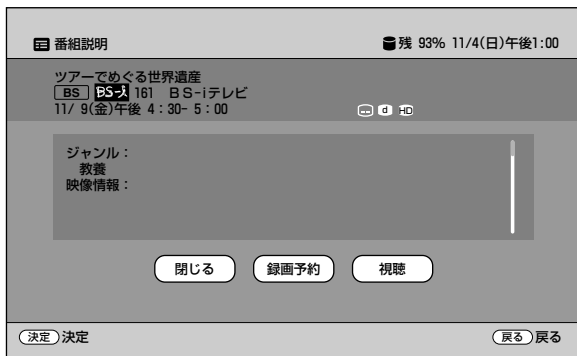 番組説明
残 93% 11/4(日)午後1:00
ツアーでめぐる世界遺産
BS BS-i 161 BS-iテレビ
11/ 9(金)午後 4:30- 5:00
d HD
ジャンル：
教養
映像情報：
閉じる 録画予約 視聴
決定 決定
戻る 戻る